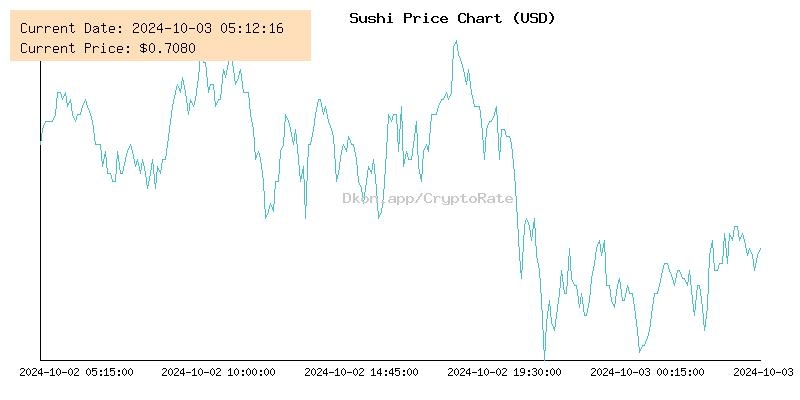 Sushi Price Chart (USD)
Current Date: 2024-10-03 05:12:16
Current Price: $0.7080
Dkon.app/CryptoRate
2024-10-02 05:15:00 2024-10-02 10:00:00 2024-10-02 14:45:00 2024-10-02 19:30:00 2024-10-03 00:15:00 2024-10-03